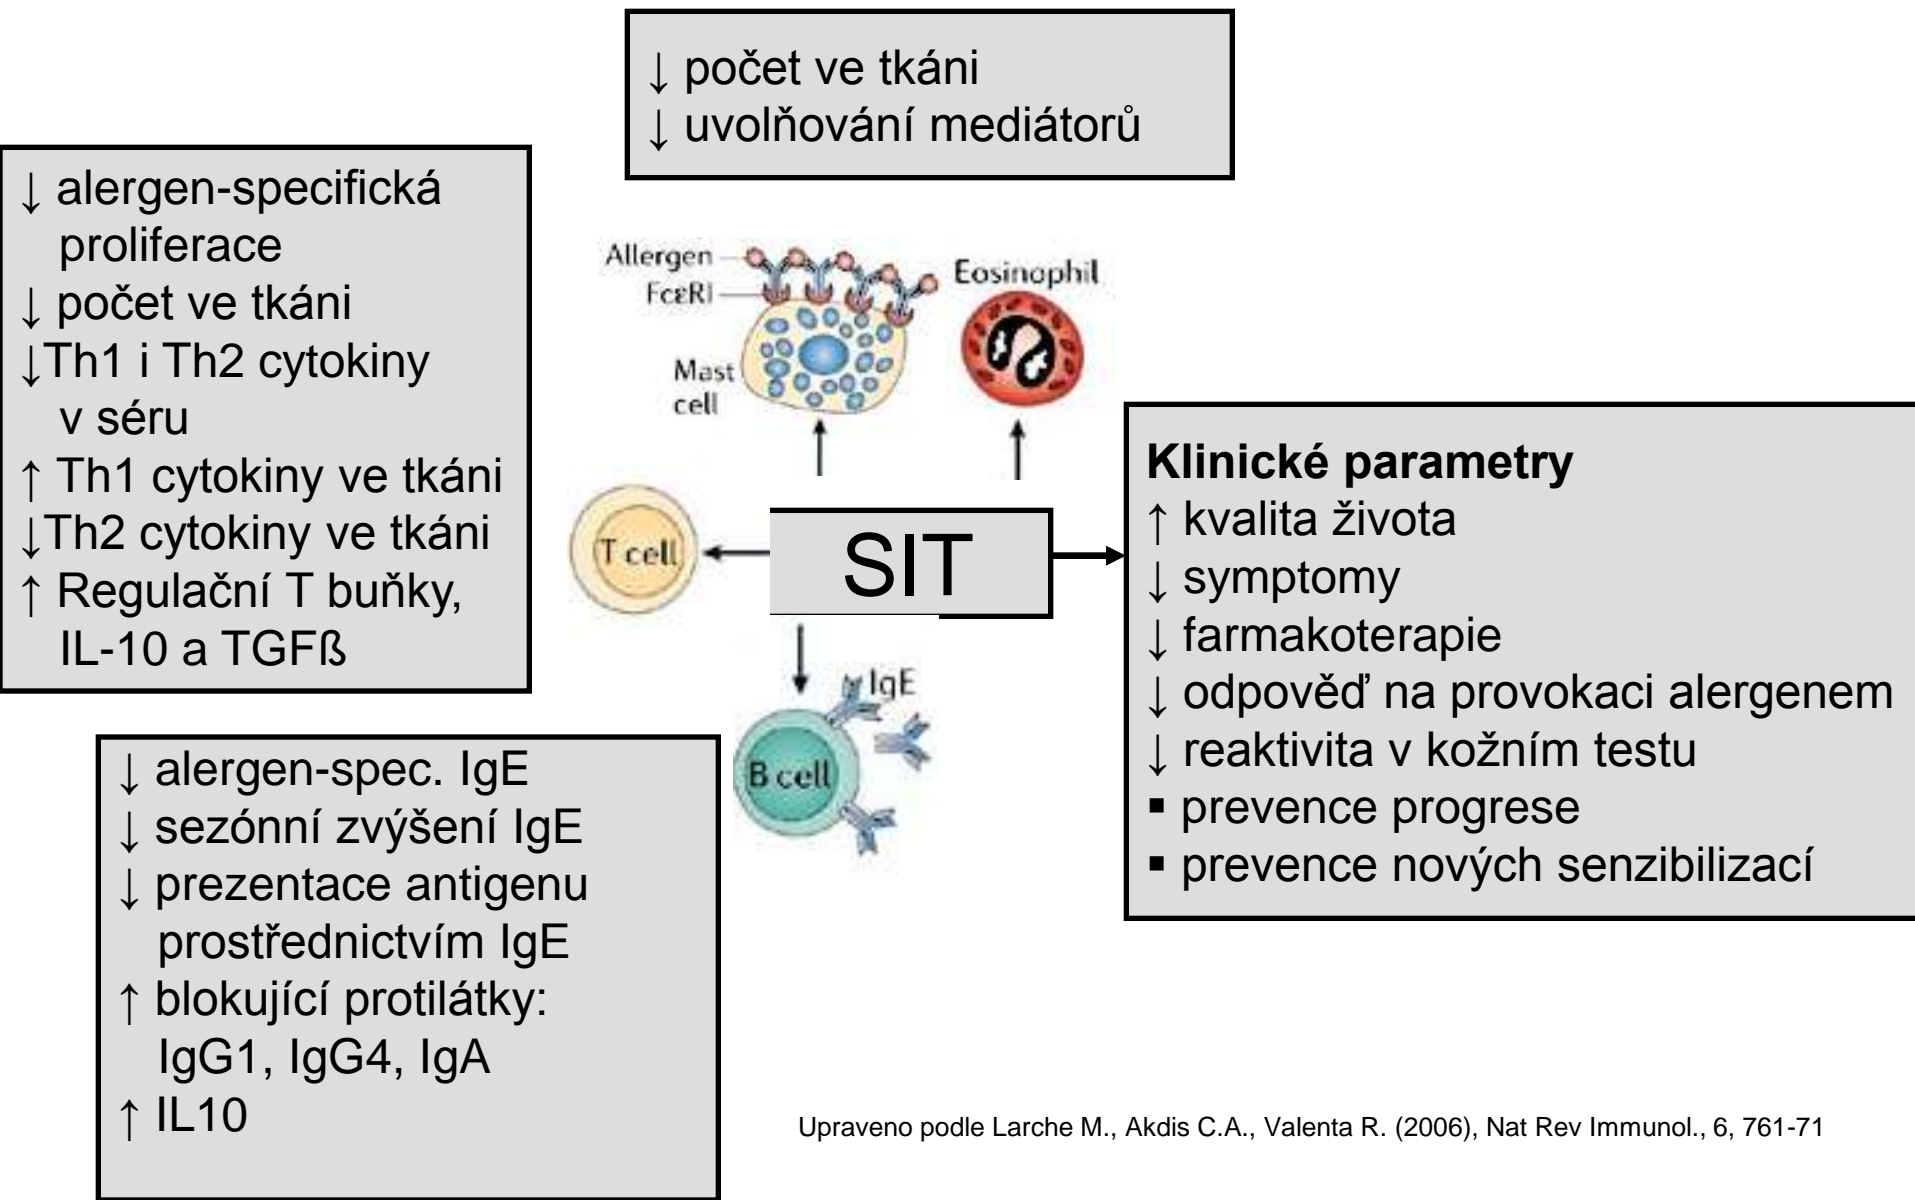 ↓ počet ve tkáni
↓ uvolňování mediátorů
↓ alergen-specifická
proliferace
↓ počet ve tkáni
↓Th1 i Th2 cytokiny
v séru
↑ Th1 cytokiny ve tkáni
↓Th2 cytokiny ve tkáni
↑ Regulační T buňky,
IL-10 a TGFß
Allergen
FcεRI
Mast
cell
Eosinophil
T cell
SIT
Klinické parametry
↑ kvalita života
↓ symptomy
↓ farmakoterapie
↓ odpověď na provokaci alergenem
↓ reaktivita v kožním testu
▪ prevence progrese
▪ prevence nových senzibilizací
IgE
B cell
↓ alergen-spec. IgE
↓ sezónní zvýšení IgE
↓ prezentace antigenu
prostřednictvím IgE
↑ blokující protilátky:
IgG1, IgG4, IgA
↑ IL10
Upraveno podle Larche M., Akdis C.A., Valenta R. (2006), Nat Rev Immunol., 6, 761-71